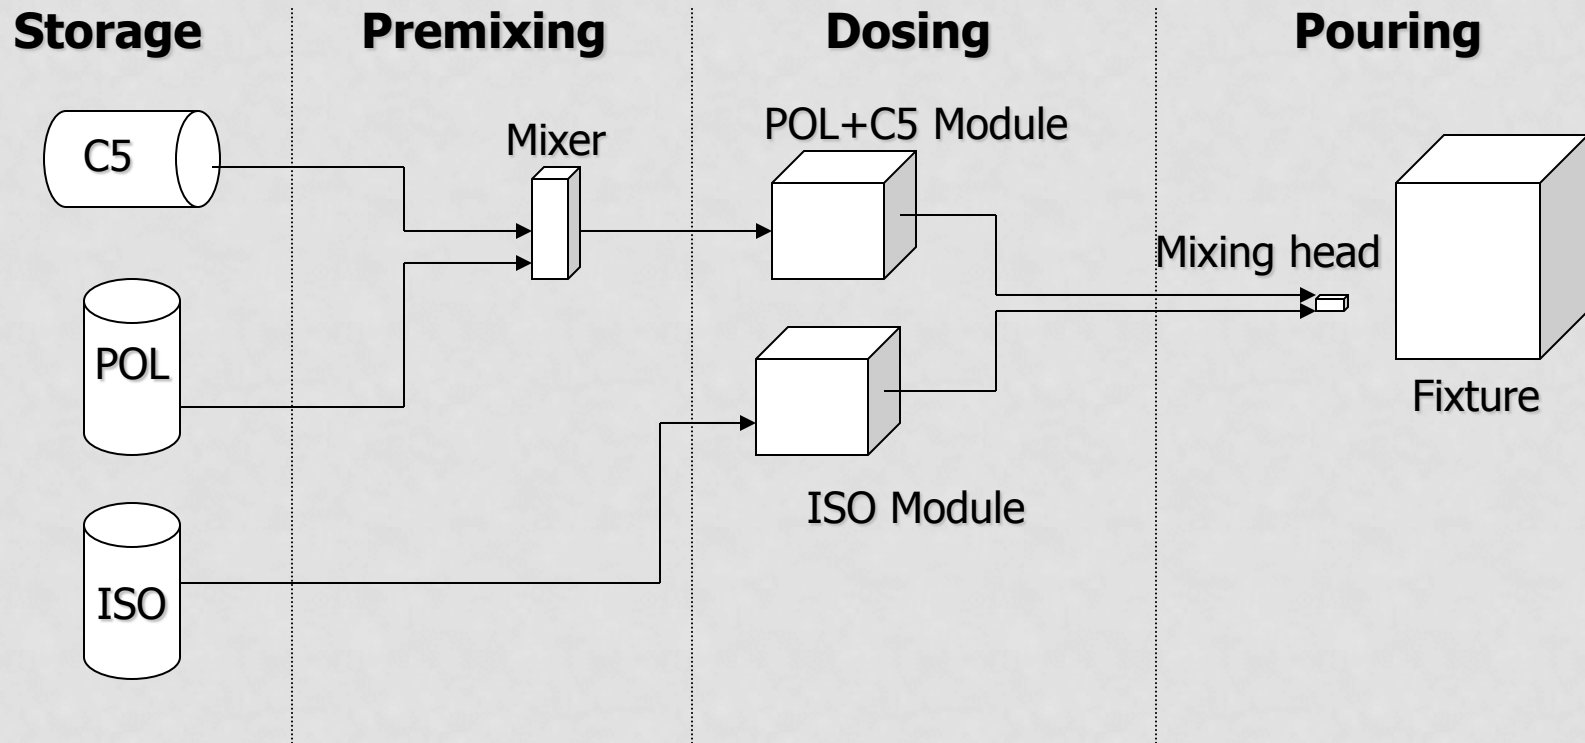 Storage
Premixing
Dosing
Pouring
C5
Mixer
POL+C5 Module
Mixing head
POL
Fixture
ISO Module
ISO